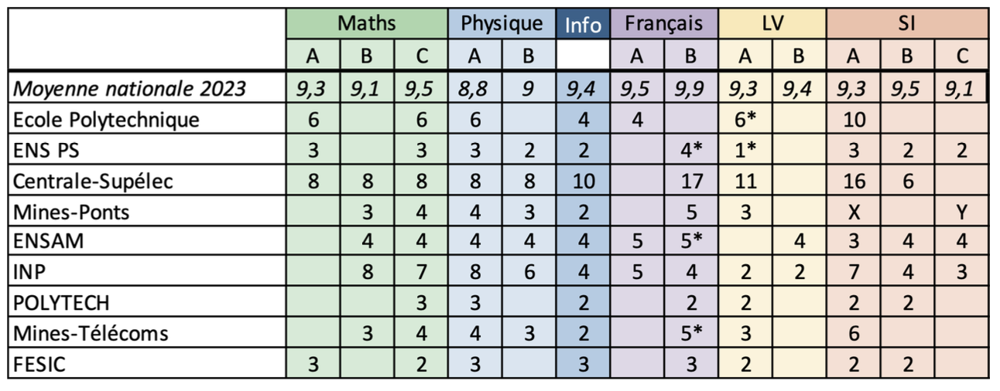 Maths Physique Info Français LV SI
A B C A B A B A B A B C
Moyenne nationale 2023 9,3 9,1 9,5 8,8 9 9,4 9,5 9,9 9,3 9,4 9,3 9,5 9,1
Ecole Polytechnique 6 6 6 4 4 6* 10
ENS PS 3 3 3 2 2 4* 1* 3 2 2
Centrale-Supélec 8 8 8 8 8 10 17 11 16 6
Mines-Ponts 3 4 4 3 2 5 3 X Y
ENSAM 4 4 4 4 4 5 5* 4 3 4 4
INP 8 7 8 6 4 5 4 2 2 7 4 3
POLYTECH 3 3 2 2 2 2 2
Mines-Télécoms 3 4 4 3 2 5* 3 6
FESIC 3 2 3 3 3 2 2 2